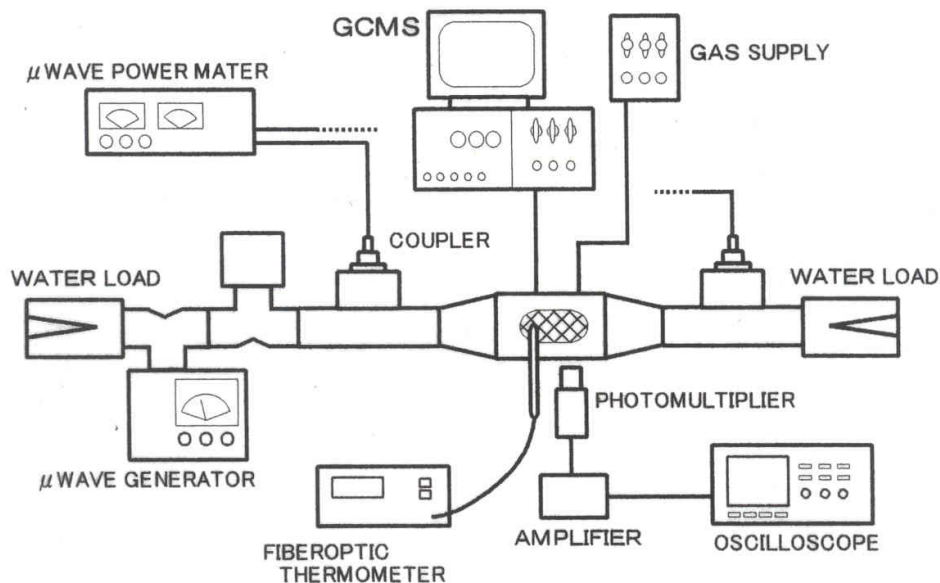 GCMS
GAS SUPPLY
μWAVE POWER MATER
COUPLER
WATER LOAD
WATER LOAD
PHOTOMULTIPLIER
μWAVE GENERATOR
AMPLIFIER
OSCILLOSCOPE
FIBEROPTIC
THERMOMETER